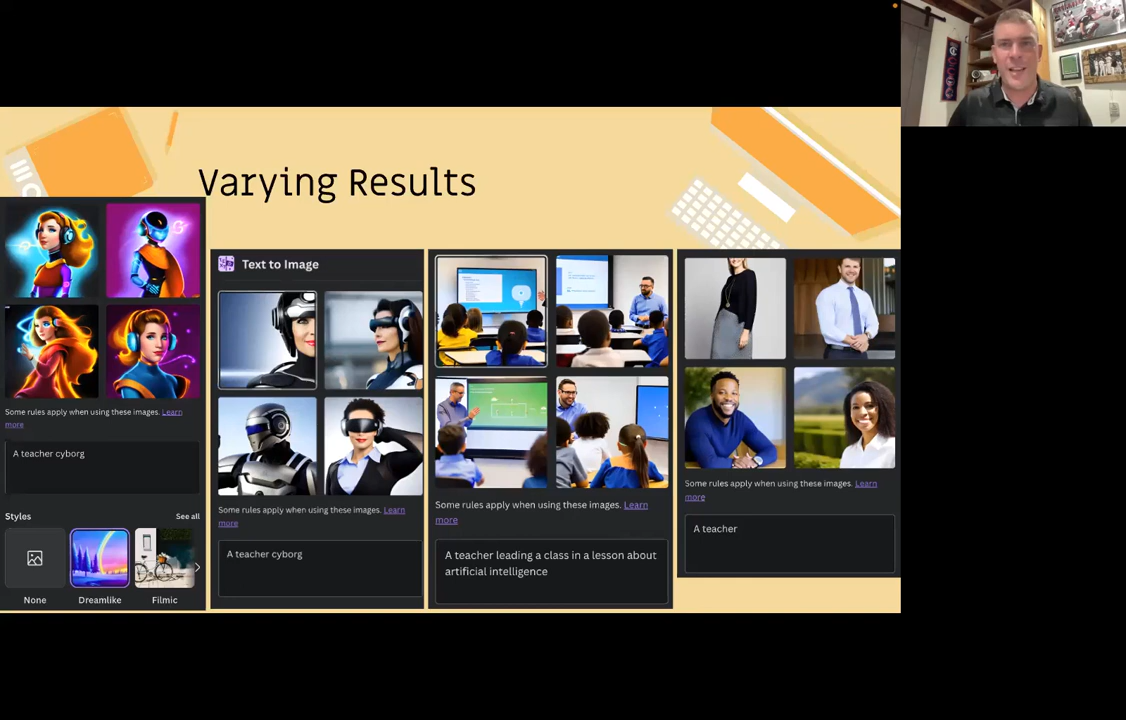 Varying Results
Some rules apply when using these images. Learn
more
A teacher cyborg
Styles
See all
None
Dreamlike
Filmic
Text to Image
Some rules apply when using these images. Learn
more
A teacher cyborg
Some rules apply when using these images. Learn
more
A teacher leading a class in a lesson about
artificial intelligence
Some rules apply when using these images. Learn
more
A teacher